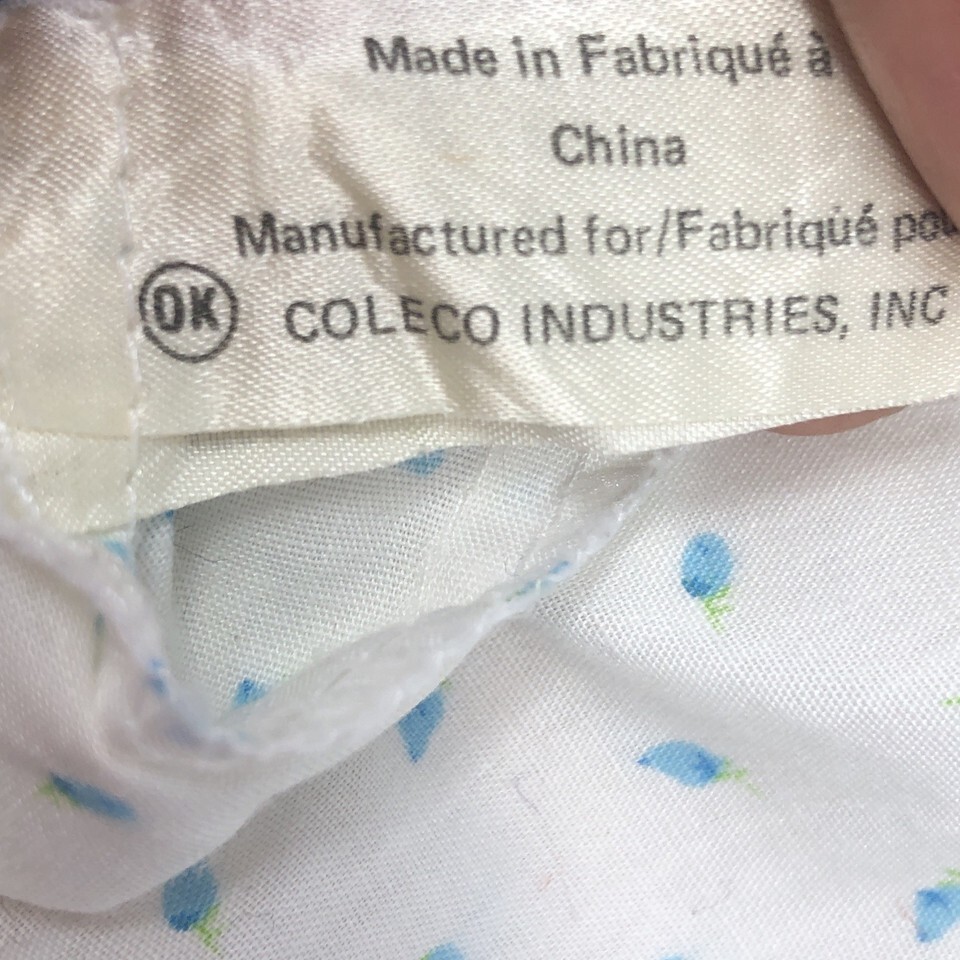 Made in Fabriqué à
China
Manufactured for/Fabriqué
OK COLECO INDUSTRIES, INC